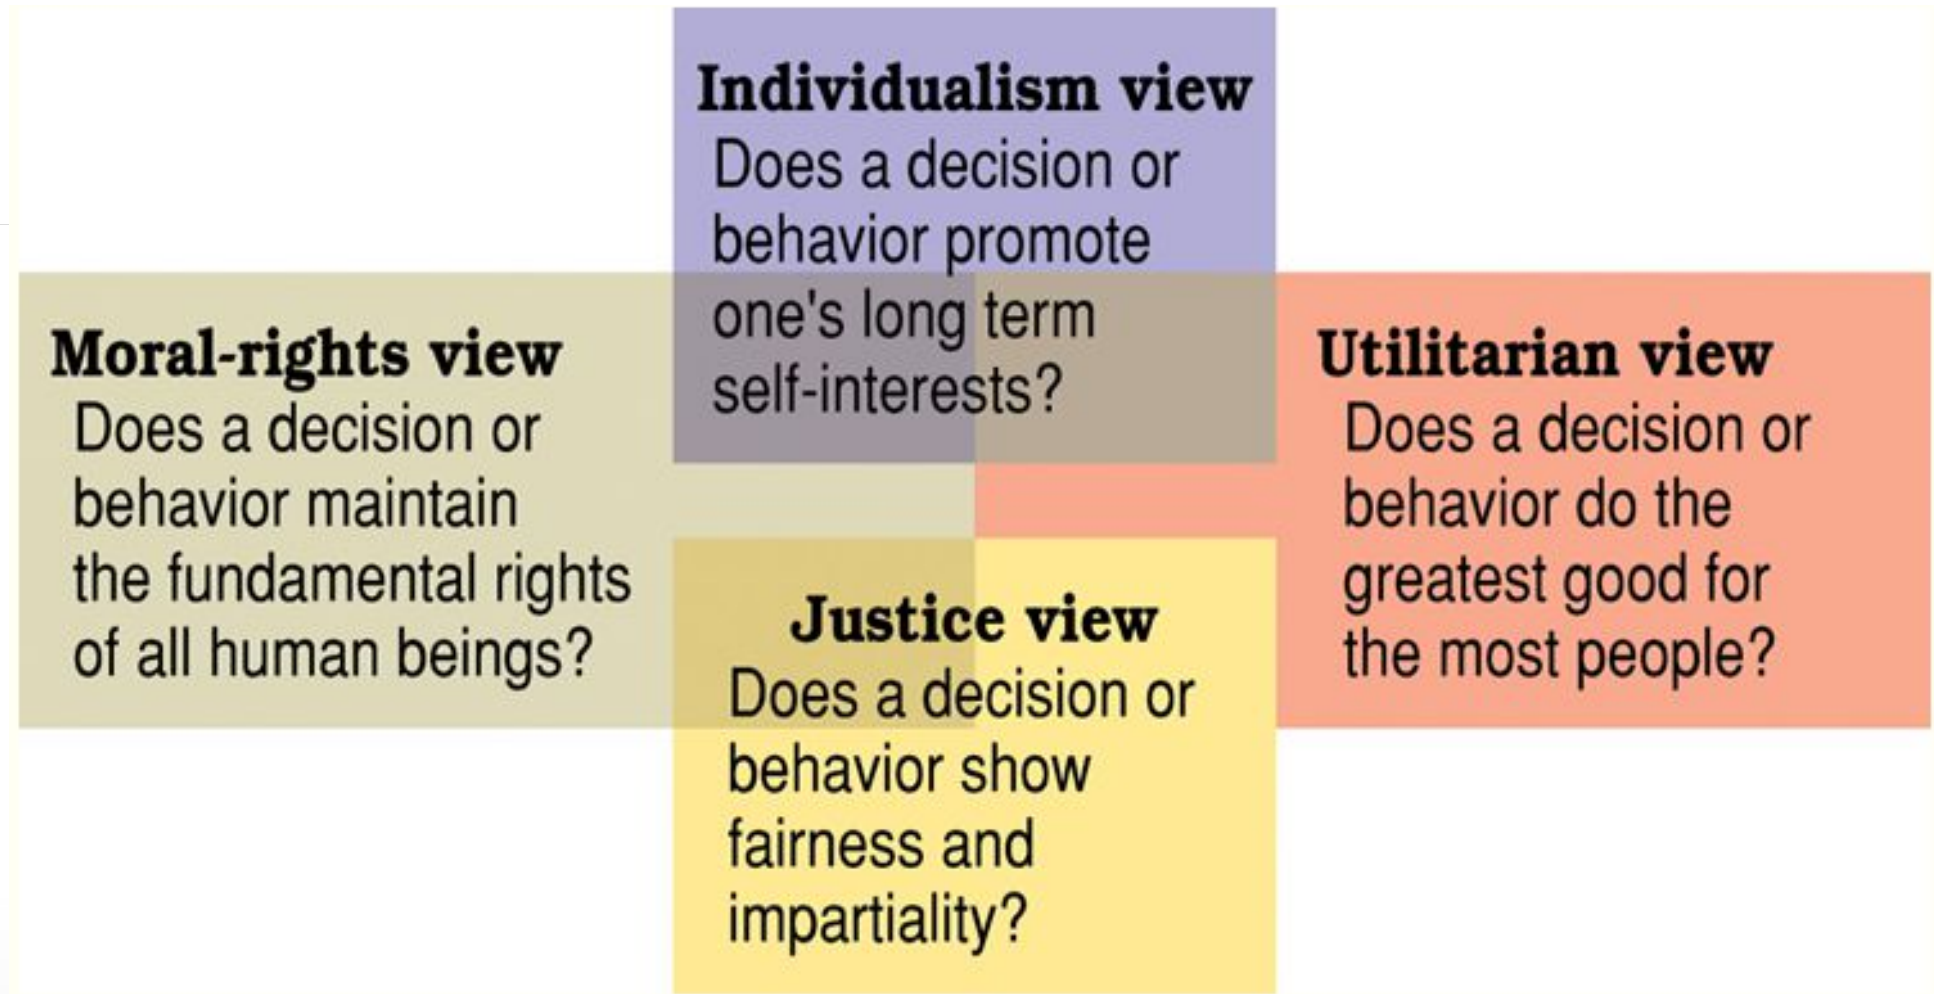 Individualism view
Does a decision or
behavior promote
one's long term
self-interests?
Moral-rights view
Does a decision or
behavior maintain
the fundamental rights
of all human beings?
Utilitarian view
Does a decision or
behavior do the
greatest good for
the most people?
Justice view
Does a decision or
behavior show
fairness and
impartiality?